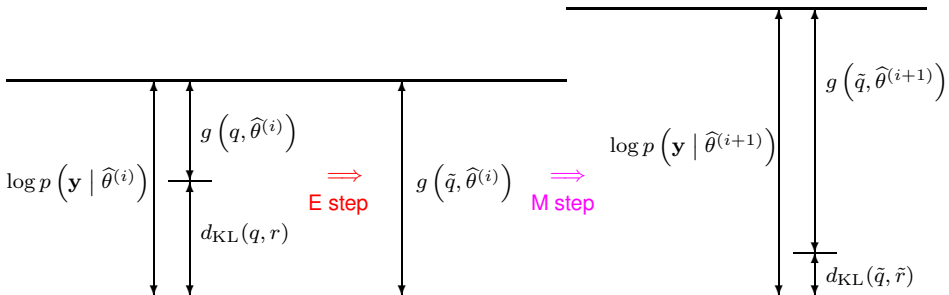 g(q, θ̂⁽ⁱ⁾)
log p(𝐲 | θ̂⁽ⁱ⁾)
d_KL(q, r)
⟹
E step
g(q̃, θ̂⁽ⁱ⁾)
⟹
M step
g(q̃, θ̂⁽ⁱ⁺¹⁾)
log p(𝐲 | θ̂⁽ⁱ⁺¹⁾)
d_KL(q̃, r̃)